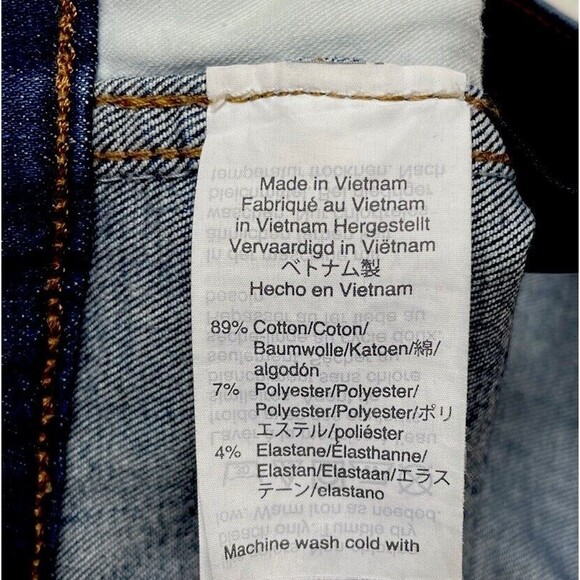 Made in Vietnam
Fabriqué au Vietnam
in Vietnam Hergestellt
Vervaardigd in Viëtnam
ベトナム製
Hecho en Vietnam
89% Cotton/Coton/
Baumwolle/Katoen/綿/
algodón
7% Polyester/Polyester/
Polyester/Polyester/ポリ
エステル/poliéster
4% Elastane/Élasthanne/
Elastan/Elastaan/エラス
テーン/elastano
Machine wash cold with